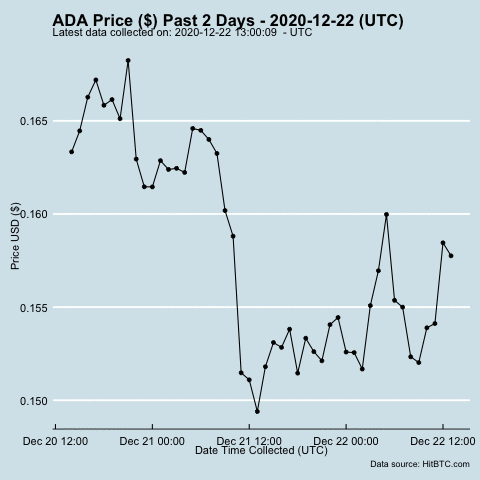 ADA Price ($) Past 2 Days - 2020-12-22 (UTC)
Latest data collected on: 2020-12-22 13:00:09  - UTC
0.165
0.160
0.155
0.150
Price USD ($)
Dec 20 12:00 Dec 21 00:00 Dec 21 12:00 Dec 22 00:00 Dec 22 12:00
Date Time Collected (UTC)
Data source: HitBTC.com